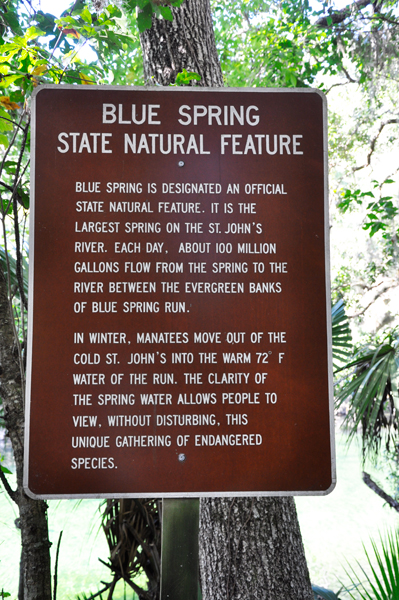 BLUE SPRING
STATE NATURAL FEATURE
BLUE SPRING IS DESIGNATED AN OFFICIAL
STATE NATURAL FEATURE. IT IS THE
LARGEST SPRING ON THE ST. JOHN'S
RIVER. EACH DAY, ABOUT 100 MILLION
GALLONS FLOW FROM THE SPRING TO THE
RIVER BETWEEN THE EVERGREEN BANKS
OF BLUE SPRING RUN.
IN WINTER, MANATEES MOVE OUT OF THE
COLD ST. JOHN'S INTO THE WARM 72° F
WATER OF THE RUN. THE CLARITY OF
THE SPRING WATER ALLOWS PEOPLE TO
VIEW, WITHOUT DISTURBING, THIS
UNIQUE GATHERING OF ENDANGERED
SPECIES.